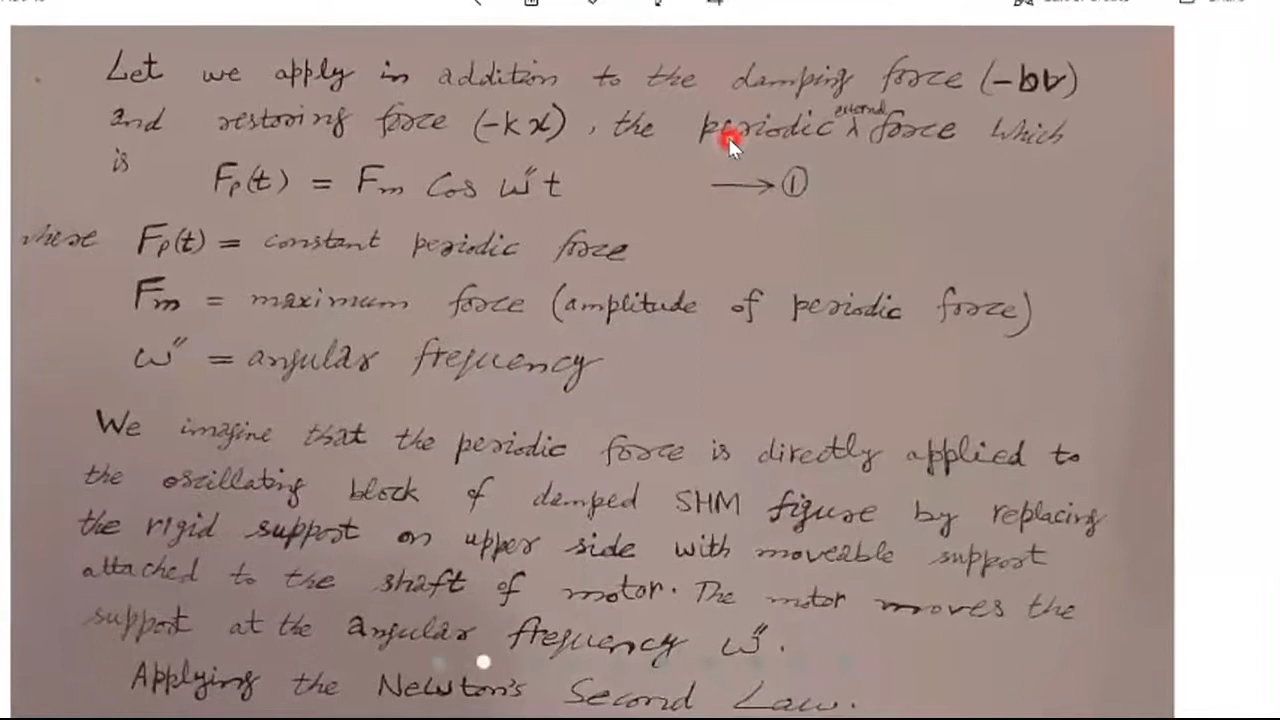 Let we apply in addition to the damping force (-bv)
and restoring force (-kx), the periodic external force which
is
Fp(t) = Fm Cos ω″t → ①
where Fp(t) = constant periodic force
Fm = maximum force (amplitude of periodic force)
ω″ = angular frequency
We imagine that the periodic force is directly applied to
the oscillating block of damped SHM figure by replacing
the rigid support on upper side with moveable support
attached to the shaft of motor. The motor moves the
support at the angular frequency ω″.
Applying the Newton's Second Law.